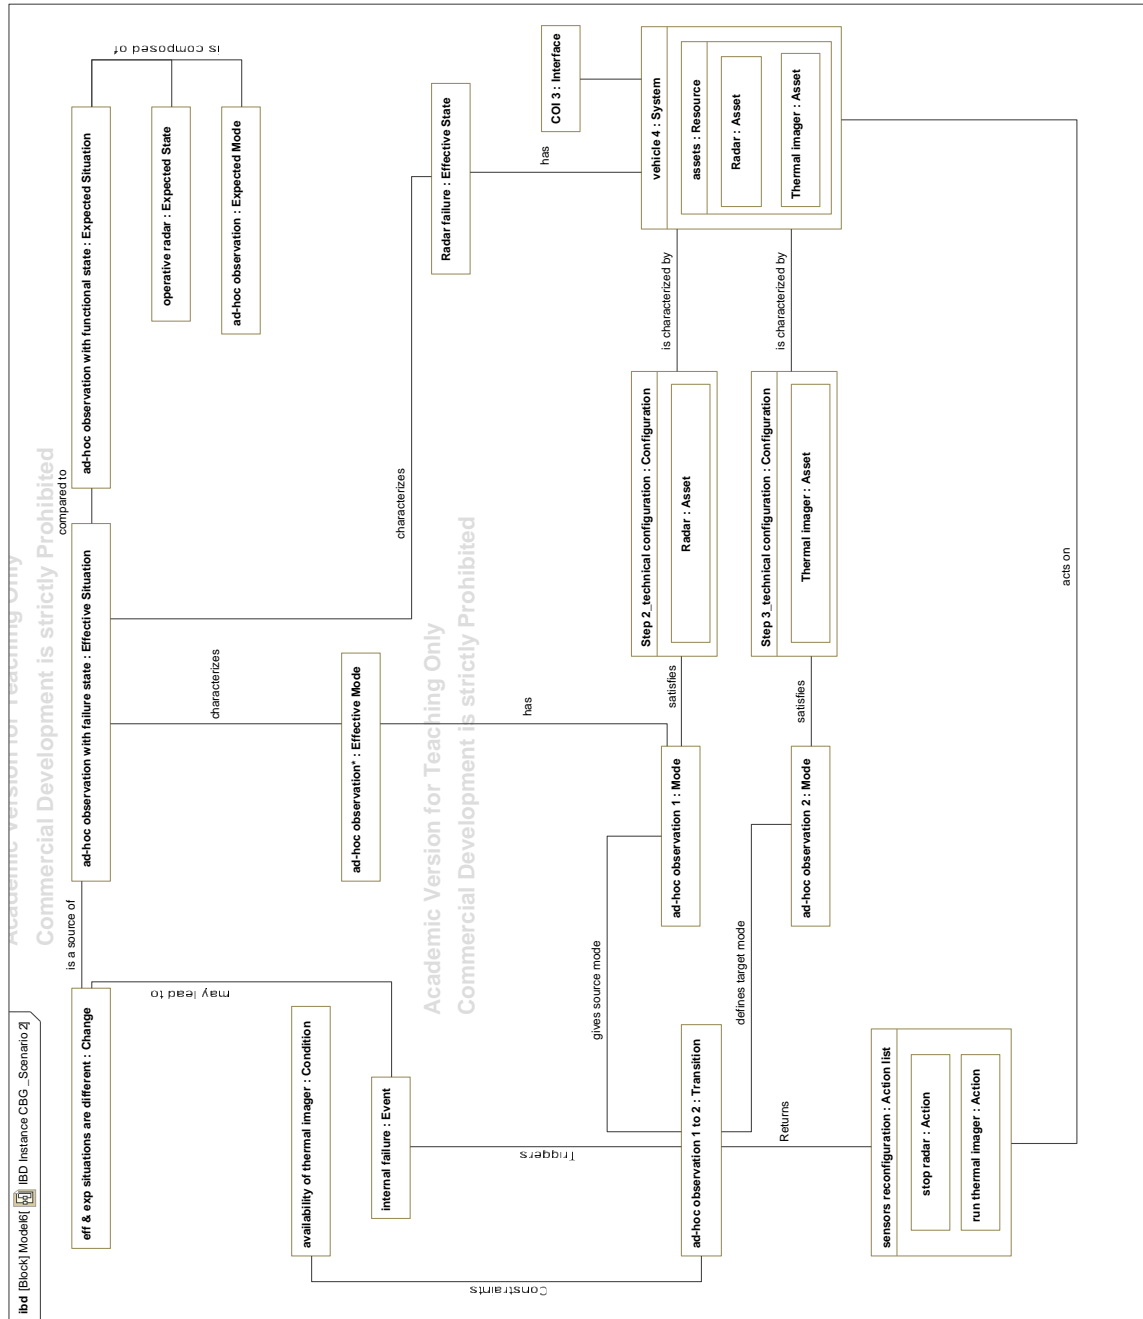 ibd [Block] Model6[ IBD Instance CBG _Scenario 2]
eff & exp situations are different : Change
is a source of
ad-hoc observation with failure state : Effective Situation
compared to
ad-hoc observation with functional state : Expected Situation
is composed of
operative radar : Expected State
ad-hoc observation : Expected Mode
may lead to
characterizes
characterizes
availability of thermal imager : Condition
internal failure : Event
ad-hoc observation* : Effective Mode
Radar failure : Effective State
has
has
COI 3 : Interface
Triggers
Constraints
gives source mode
defines target mode
ad-hoc observation 1 to 2 : Transition
ad-hoc observation 1 : Mode
satisfies
Step 2_technical configuration : Configuration
Radar : Asset
is characterized by
vehicle 4 : System
assets : Resource
Radar : Asset
Thermal imager : Asset
ad-hoc observation 2 : Mode
satisfies
Step 3_technical configuration : Configuration
Thermal imager : Asset
is characterized by
Returns
sensors reconfiguration : Action list
stop radar : Action
run thermal imager : Action
acts on
Academic Version for Teaching Only
Commercial Development is strictly Prohibited
Academic Version for Teaching Only
Commercial Development is strictly Prohibited